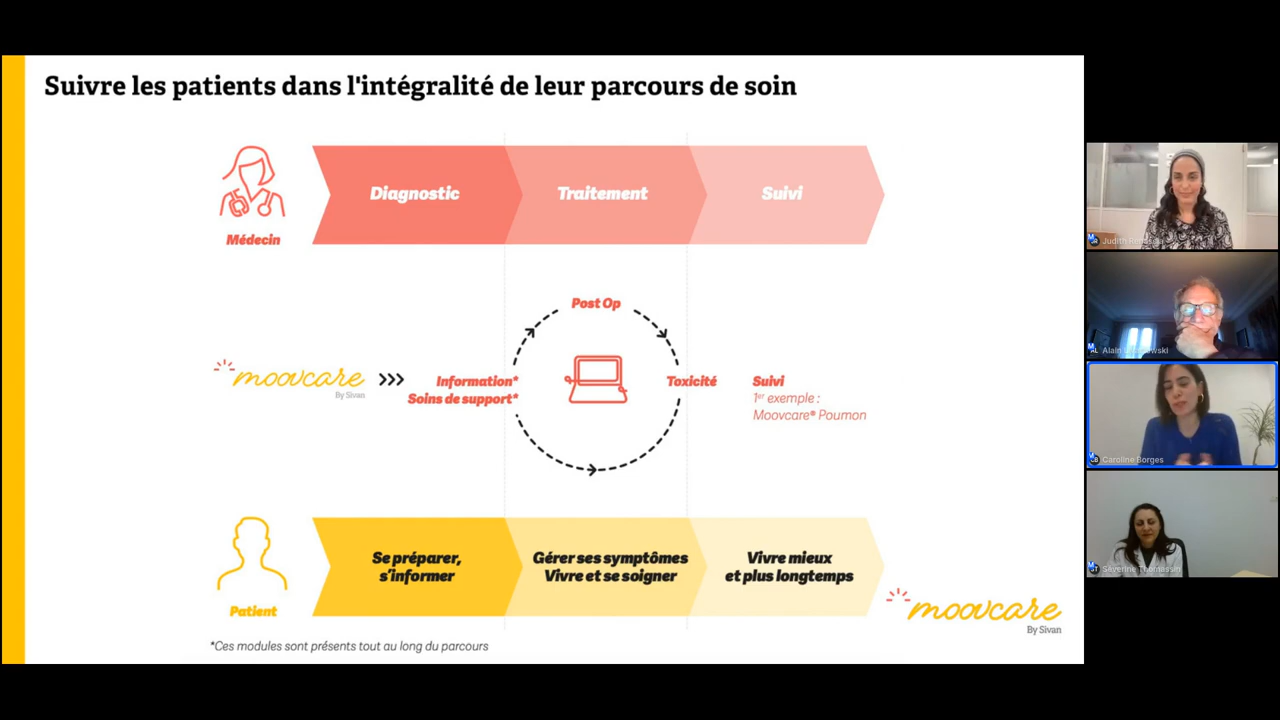 Suivre les patients dans l'intégralité de leur parcours de soin
Diagnostic
Traitement
Suivi
Médecin
Post Op
moovcare
By Sivan
Information*
Soins de support*
Toxicité
Suivi
1er exemple :
Moovcare® Poumon
Se préparer,
s'informer
Gérer ses symptômes
Vivre et se soigner
Vivre mieux
et plus longtemps
Patient
moovcare
By Sivan
*Ces modules sont présents tout au long du parcours
Judith
Alain
Caroline Borges
Séverine Thomassin